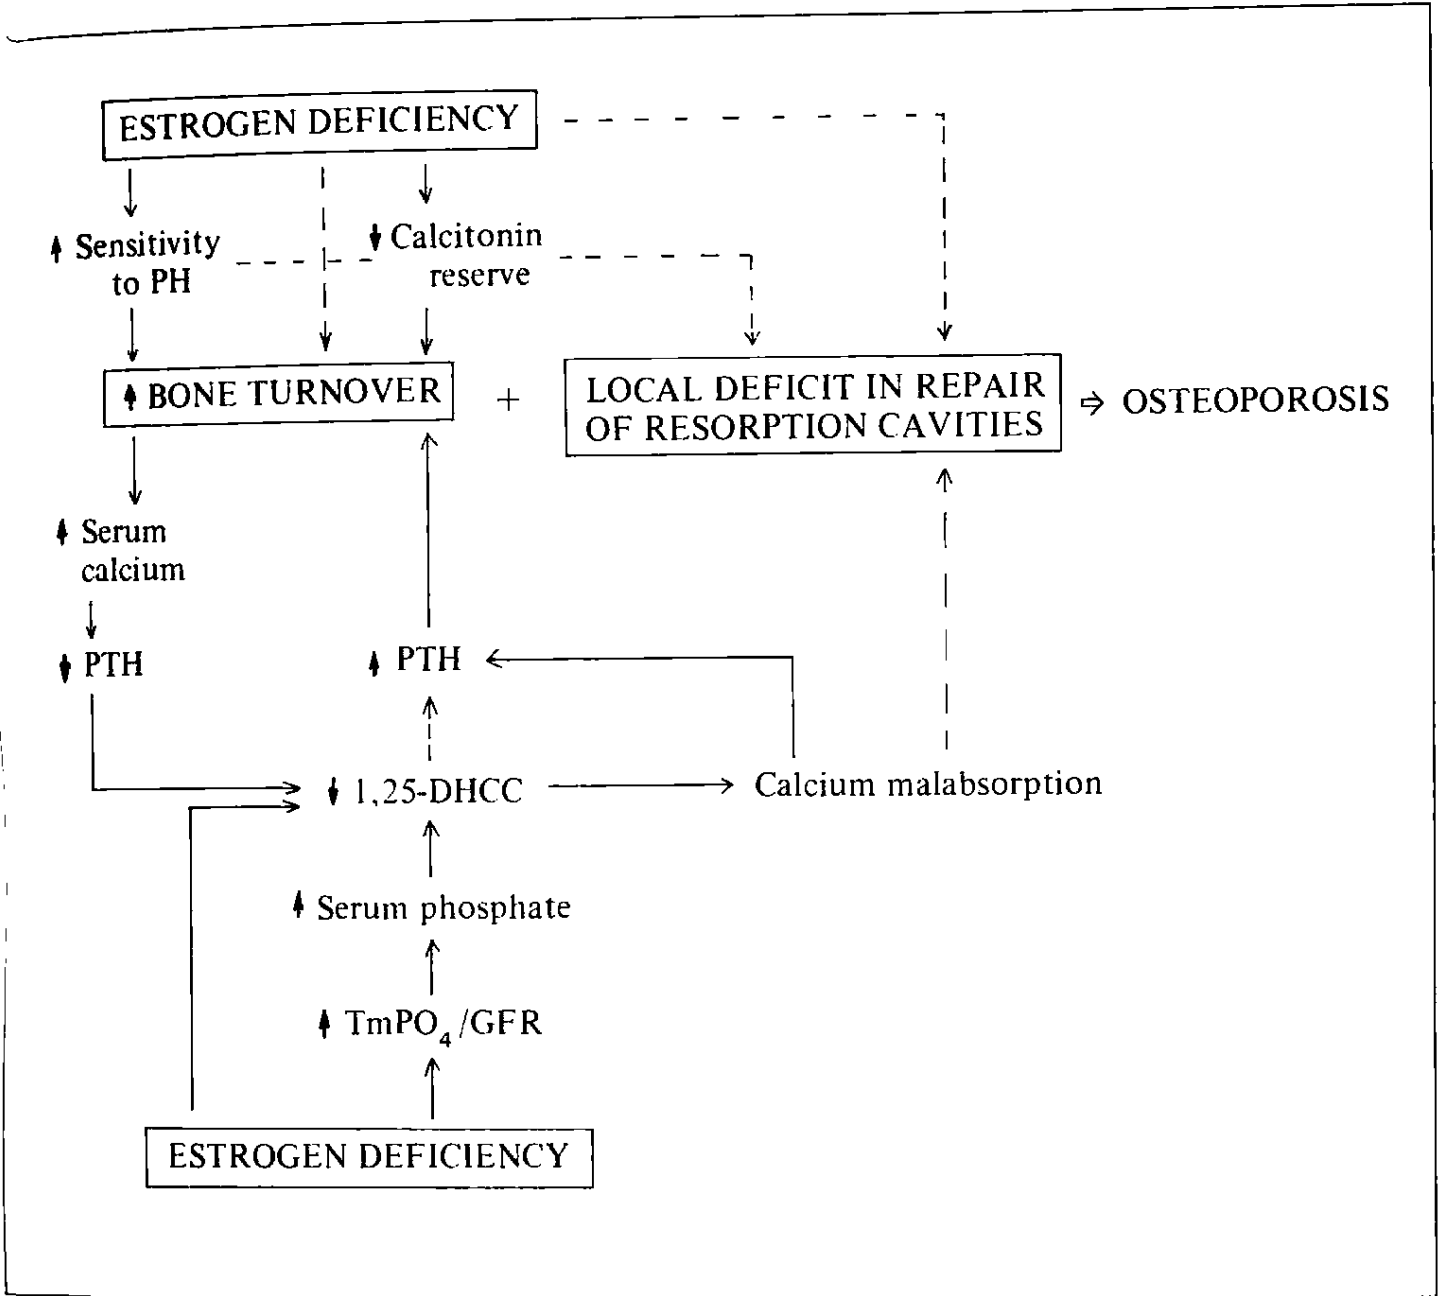 ESTROGEN DEFICIENCY
↑ Sensitivity
to PH
↓ Calcitonin
reserve
↑ BONE TURNOVER
+
LOCAL DEFICIT IN REPAIR
OF RESORPTION CAVITIES
⇨ OSTEOPOROSIS
↑ Serum
calcium
↓ PTH
↑ PTH
↓ 1,25-DHCC
Calcium malabsorption
↑ Serum phosphate
↑ TmPO₄/GFR
ESTROGEN DEFICIENCY